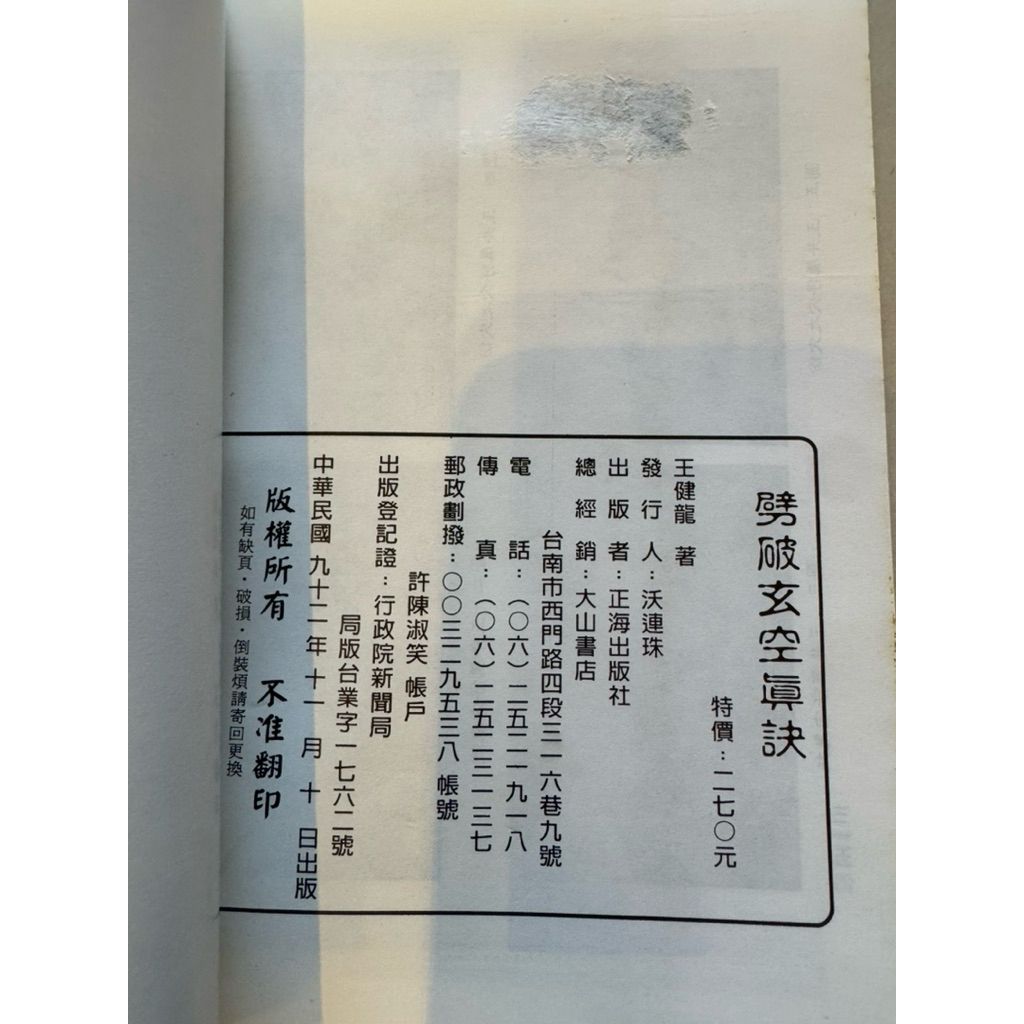 劈破玄空眞訣
特價：二七〇元
王健龍 著
發行人：沃連珠
出版者：正海出版社
總經銷：大山書店
台南市西門路四段三一六巷九號
電 話：（〇六）二五二一九一八
傳 真：（〇六）二五二三一三七
郵政劃撥：〇〇三二九五三八 帳號
許陳淑笑 帳戶
出版登記證：行政院新聞局
局版台業字一七六二號
中華民國 九十二年 十一 月 十 日出版
版權所有 不准翻印
如有缺頁·破損·倒裝煩請寄回更換